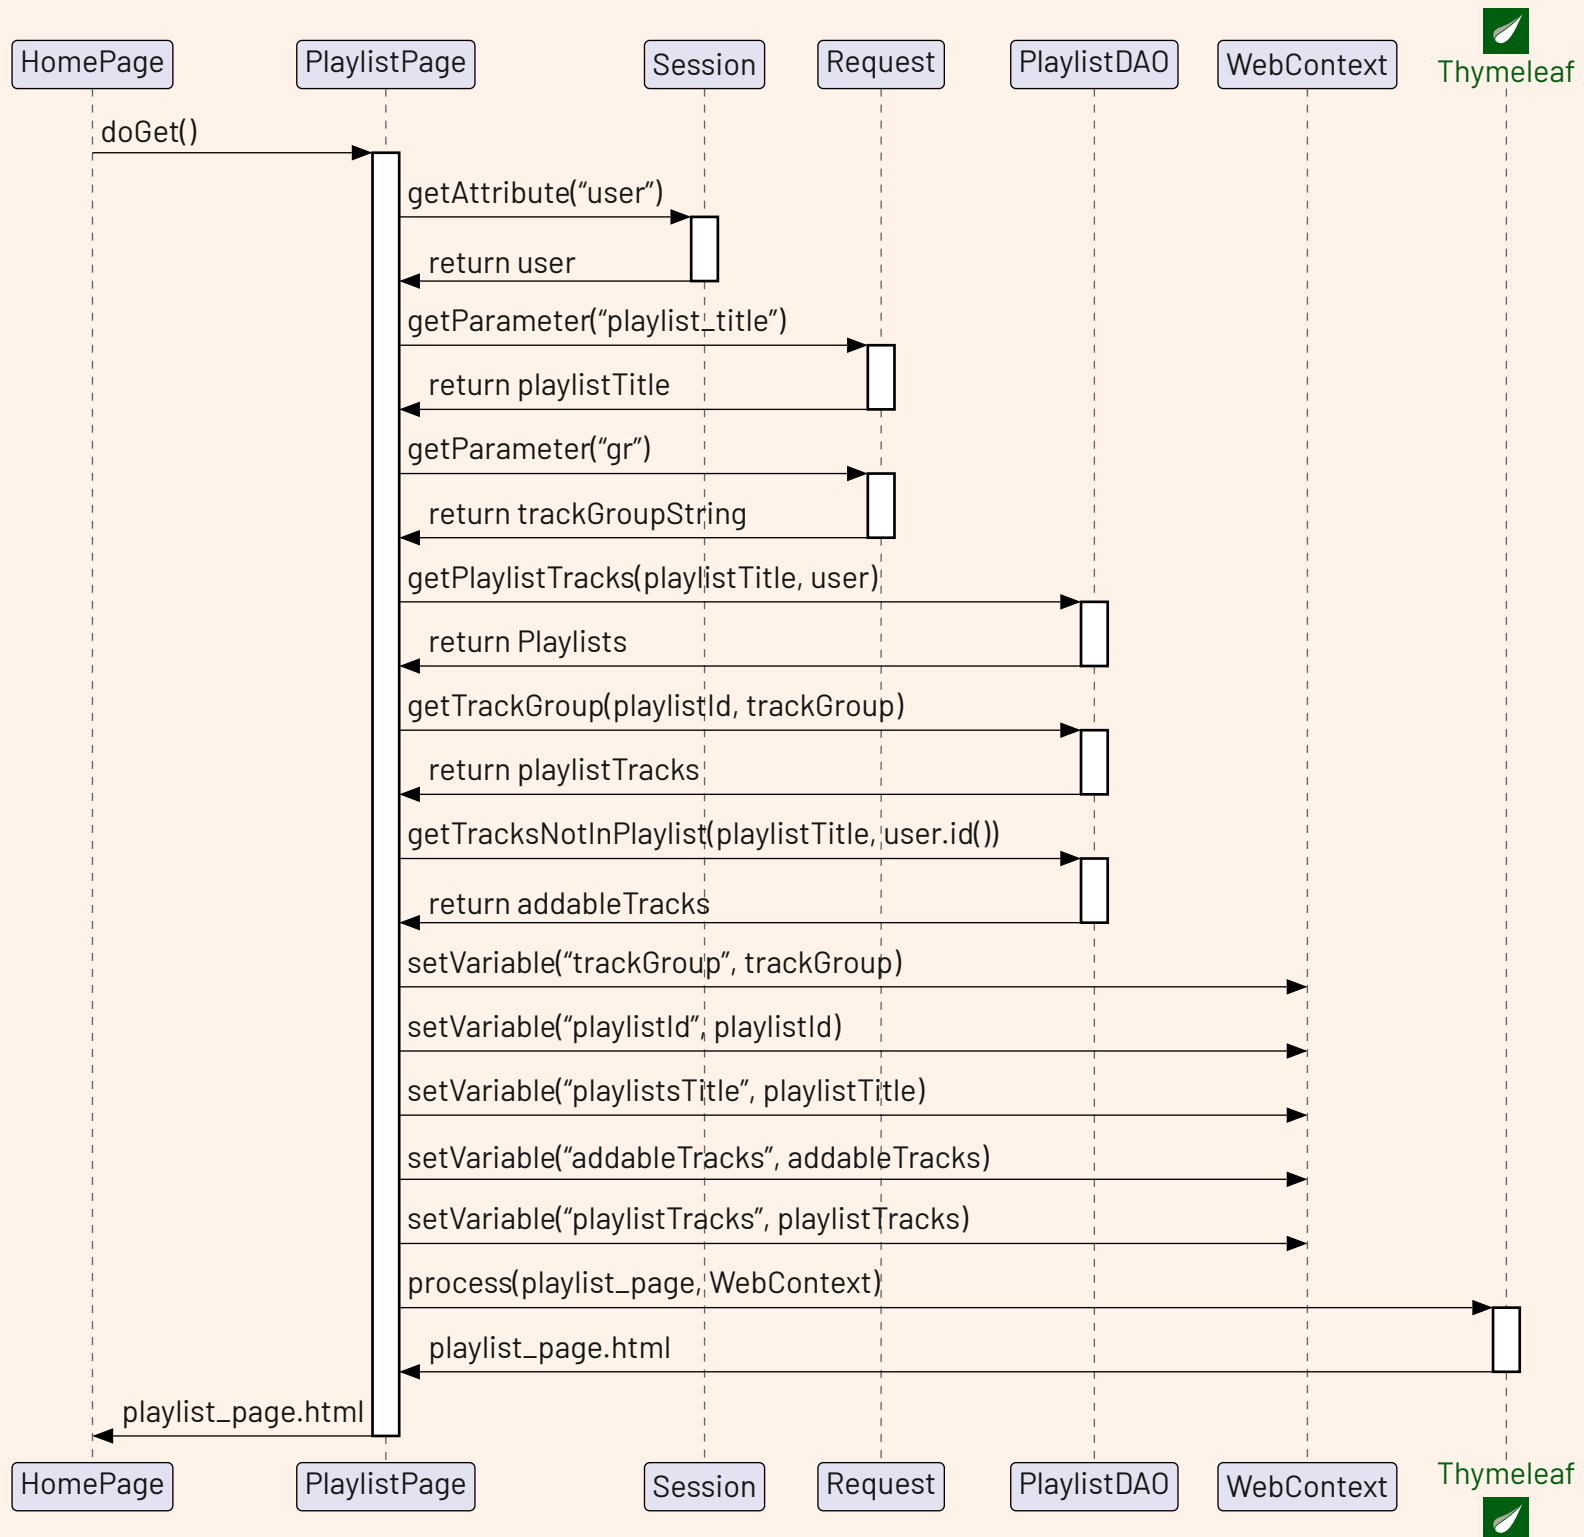 HomePage PlaylistPage Session Request PlaylistDAO WebContext Thymeleaf
doGet()
getAttribute(“user”)
return user
getParameter(“playlist_title”)
return playlistTitle
getParameter(“gr”)
return trackGroupString
getPlaylistTracks(playlistTitle, user)
return Playlists
getTrackGroup(playlistId, trackGroup)
return playlistTracks
getTracksNotInPlaylist(playlistTitle, user.id())
return addableTracks
setVariable(“trackGroup”, trackGroup)
setVariable(“playlistId”, playlistId)
setVariable(“playlistsTitle”, playlistTitle)
setVariable(“addableTracks”, addableTracks)
setVariable(“playlistTracks”, playlistTracks)
process(playlist_page, WebContext)
playlist_page.html
playlist_page.html
HomePage PlaylistPage Session Request PlaylistDAO WebContext Thymeleaf